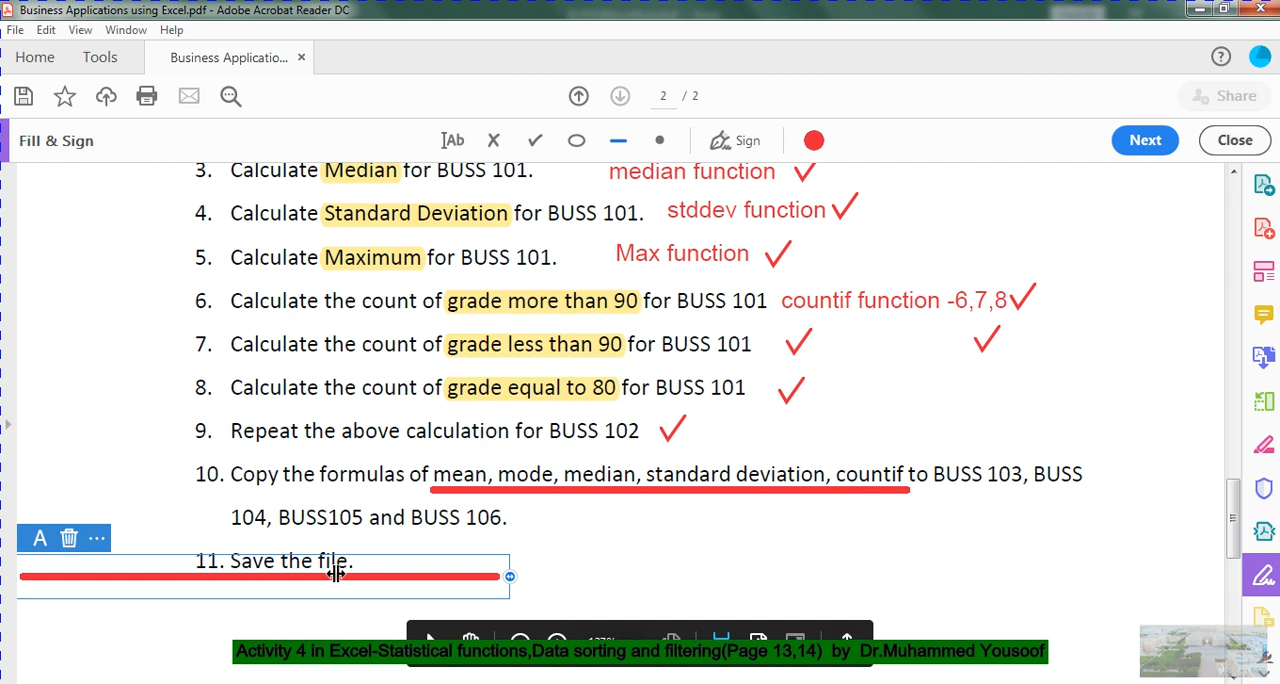 Business Applications using Excel.pdf - Adobe Acrobat Reader DC
File Edit View Window Help
Home Tools Business Applicatio... ×
2 / 2 Share
Fill & Sign Ab Sign Next Close
3. Calculate Median for BUSS 101. median function
4. Calculate Standard Deviation for BUSS 101. stddev function
5. Calculate Maximum for BUSS 101. Max function
6. Calculate the count of grade more than 90 for BUSS 101 countif function -6,7,8
7. Calculate the count of grade less than 90 for BUSS 101
8. Calculate the count of grade equal to 80 for BUSS 101
9. Repeat the above calculation for BUSS 102
10. Copy the formulas of mean, mode, median, standard deviation, countif to BUSS 103, BUSS
104, BUSS105 and BUSS 106.
A ...
11. Save the file.
Activity 4 in Excel-Statistical functions,Data sorting and filtering(Page 13,14) by Dr.Muhammed Yousoof